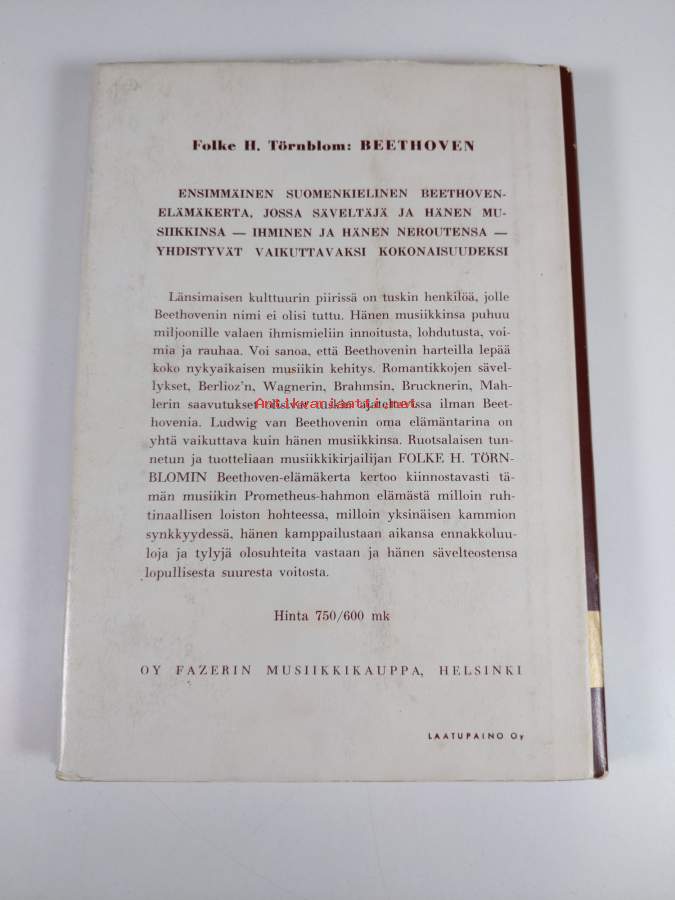 Folke H. Törnblom: BEETHOVEN
ENSIMMÄINEN SUOMENKIELINEN BEETHOVEN-
ELÄMÄKERTA, JOSSA SÄVELTÄJÄ JA HÄNEN MU-
SIIKKINSA — IHMINEN JA HÄNEN NEROUTENSA —
YHDISTYVÄT VAIKUTTAVAKSI KOKONAISUUDEKSI
Länsimaisen kulttuurin piirissä on tuskin henkilöä, jolle
Beethovenin nimi ei olisi tuttu. Hänen musiikkinsa puhuu
miljoonille valaen ihmismieliin innoitusta, lohdutusta, voi-
mia ja rauhaa. Voi sanoa, että Beethovenin harteilla lepää
koko nykyaikaisen musiikin kehitys. Romantikkojen sävel-
lykset, Berlioz'n, Wagnerin, Brahmsin, Brucknerin, Mah-
lerin saavutukset olisivat tuskin ajateltavissa ilman Beet-
Antikvariaatti.net
hovenia. Ludwig van Beethovenin oma elämäntarina on
yhtä vaikuttava kuin hänen musiikkinsa. Ruotsalaisen tun-
netun ja tuotteliaan musiikkikirjailijan FOLKE H. TÖRN-
BLOMIN Beethoven-elämäkerta kertoo kiinnostavasti tä-
män musiikin Prometheus-hahmon elämästä milloin ruh-
tinaallisen loiston hohteessa, milloin yksinäisen kammion
synkkyydessä, hänen kamppailustaan aikansa ennakkoluu-
loja ja tylyjä olosuhteita vastaan ja hänen sävelteostensa
lopullisesta suuresta voitosta.
Hinta 750/600 mk
OY FAZERIN MUSIIKKIKAUPPA, HELSINKI
LAATUPAINO Oy